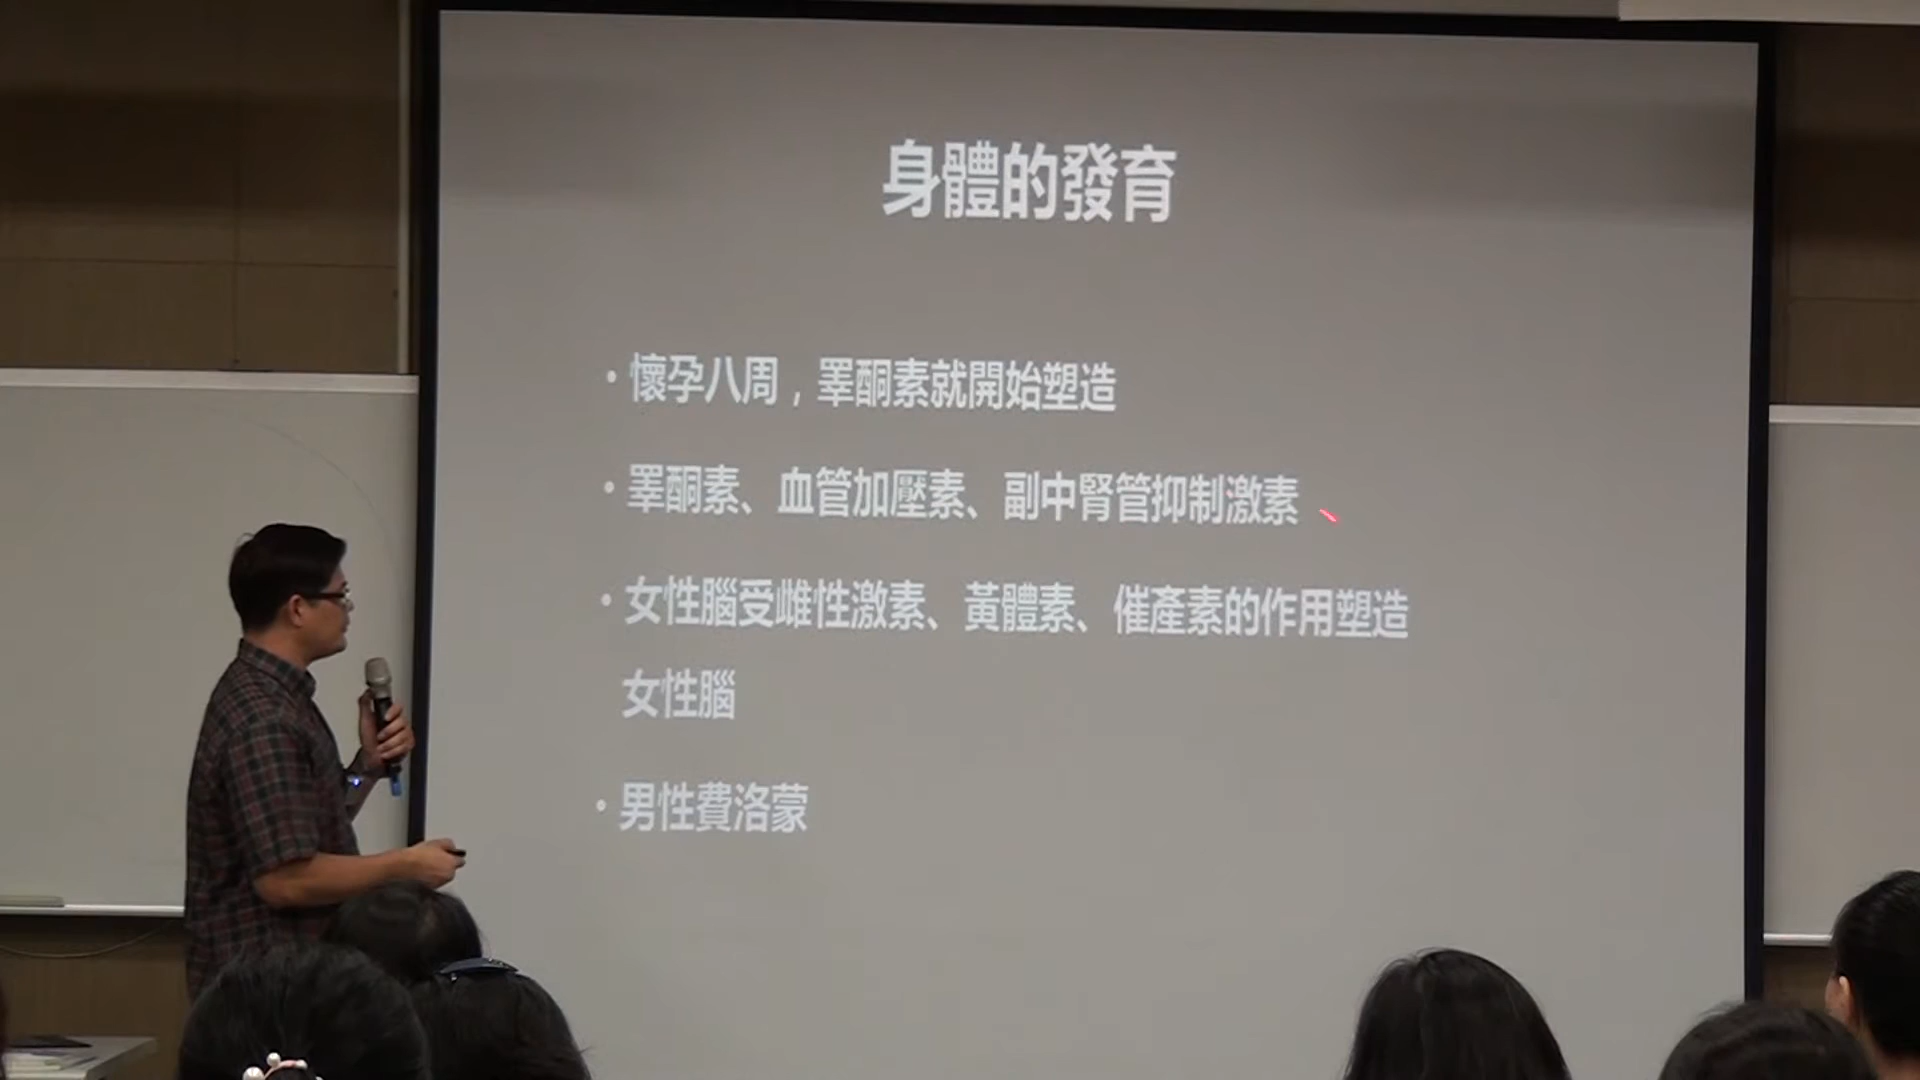 身體的發育
•懷孕八周，睪酮素就開始塑造
•睪酮素、血管加壓素、副中腎管抑制激素
•女性腦受雌性激素、黃體素、催產素的作用塑造
女性腦
•男性費洛蒙